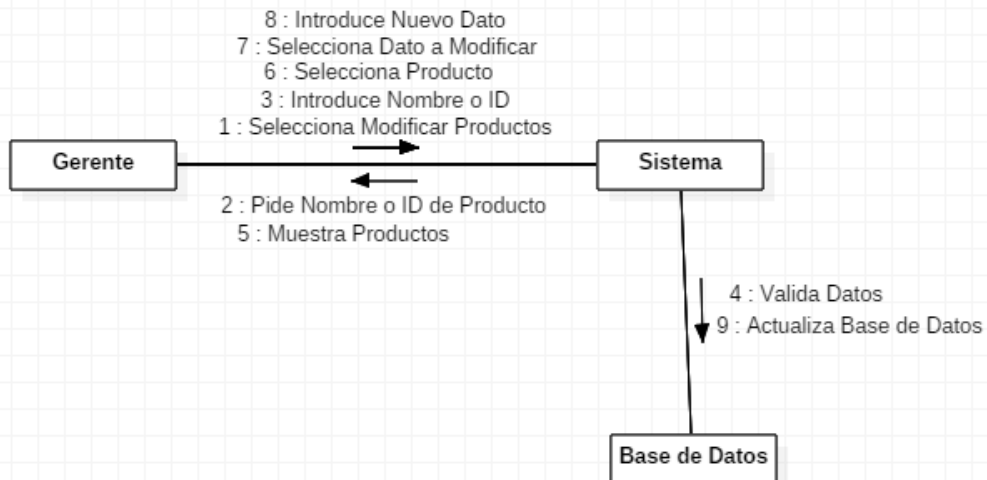 8 : Introduce Nuevo Dato
7 : Selecciona Dato a Modificar
6 : Selecciona Producto
3 : Introduce Nombre o ID
1 : Selecciona Modificar Productos
Gerente
Sistema
2 : Pide Nombre o ID de Producto
5 : Muestra Productos
4 : Valida Datos
9 : Actualiza Base de Datos
Base de Datos